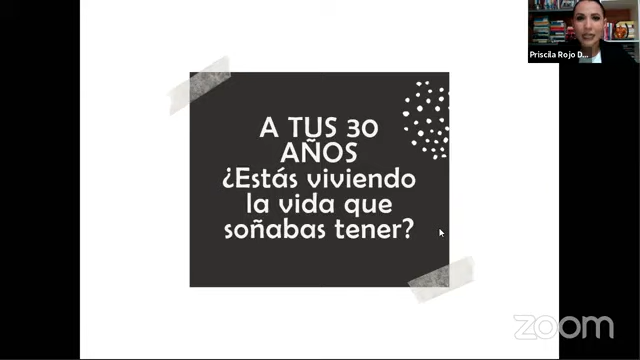 Priscila Rojo D...
A TUS 30
AÑOS
¿Estás viviendo
la vida que
soñabas tener?
zoom